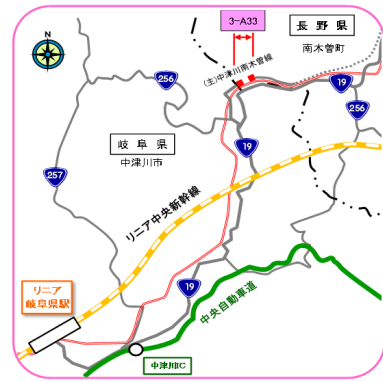 3-A33
長野県
南木曽町
N
(主)中津川南木曽線
256
19
256
岐阜県
中津川市
19
257
リニア中央新幹線
リニア
岐阜県駅
19
中央自動車道
中津川IC